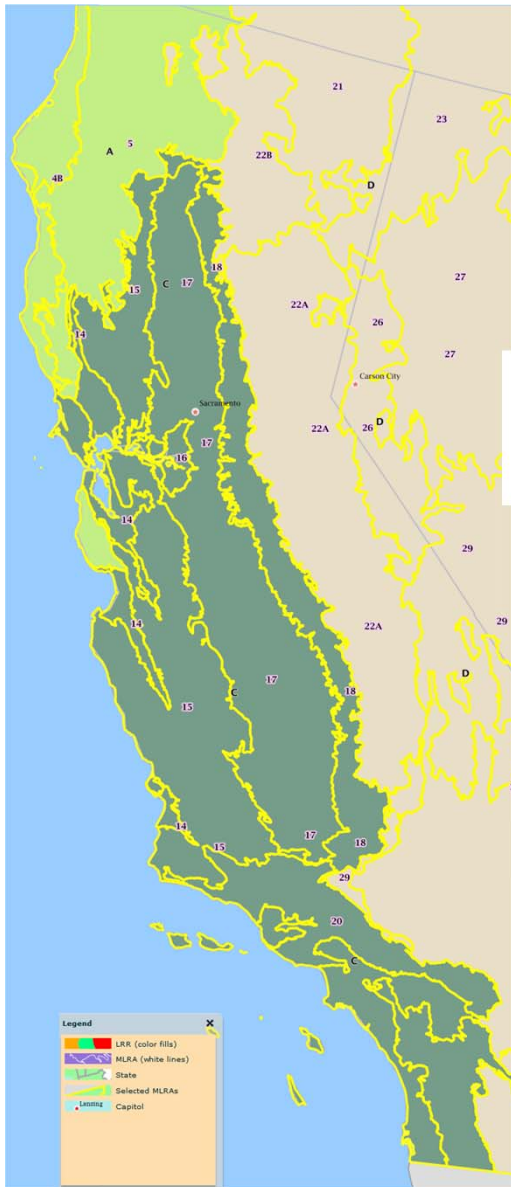 21
23
5
A
4B
22B
D
18
15
C
17
27
22A
26
14
27
Carson City
Sacramento
D
22A
26
17
16
14
29
14
22A
29
D
17
18
C
15
14
17
15
18
29
20
C
Legend
LRR (color fills)
MLRA (white lines)
State
Selected MLRAs
Lansing Capitol